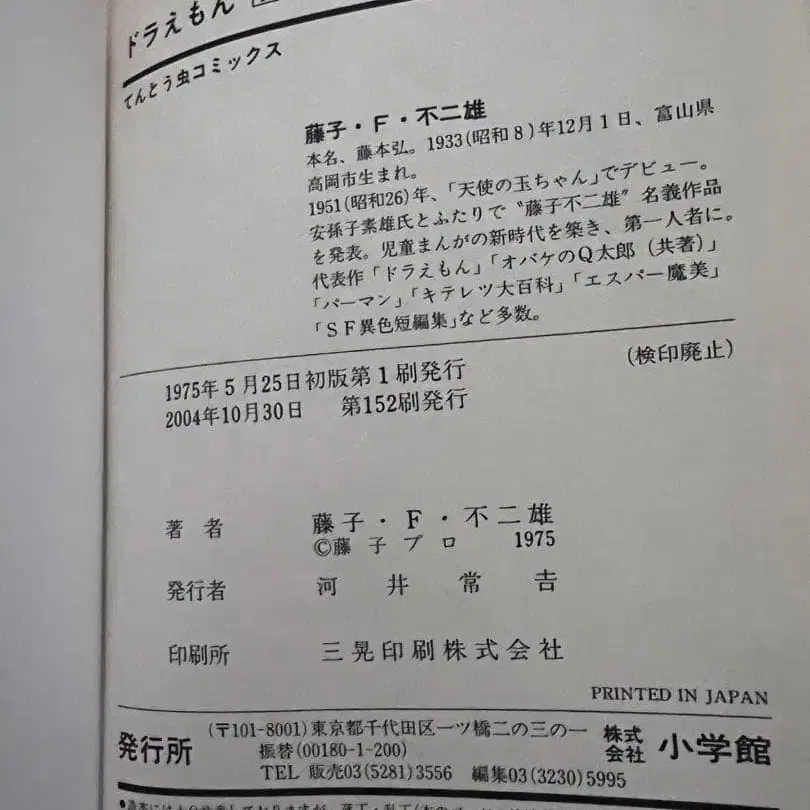 ドラえもん
てんとう虫コミックス
藤子・F・不二雄
本名、藤本弘。1933(昭和8)年12月1日、富山県
高岡市生まれ。
1951(昭和26)年、「天使の玉ちゃん」でデビュー。
安孫子素雄氏とふたりで〝藤子不二雄〟名義作品
を発表。児童まんがの新時代を築き、第一人者に。
代表作「ドラえもん」「オバケのQ太郎(共著)」
「パーマン」「キテレツ大百科」「エスパー魔美」
「SF異色短編集」など多数。
(検印廃止)
1975年5月25日初版第1刷発行
2004年10月30日 第152刷発行
著者 藤子・F・不二雄
©藤子プロ 1975
発行者 河井常吉
印刷所 三晃印刷株式会社
PRINTED IN JAPAN
発行所 (〒101-8001)東京都千代田区一ツ橋二の三の一 株式会社 小学館
振替(00180-1-200)
TEL 販売03(5281)3556 編集03(3230)5995